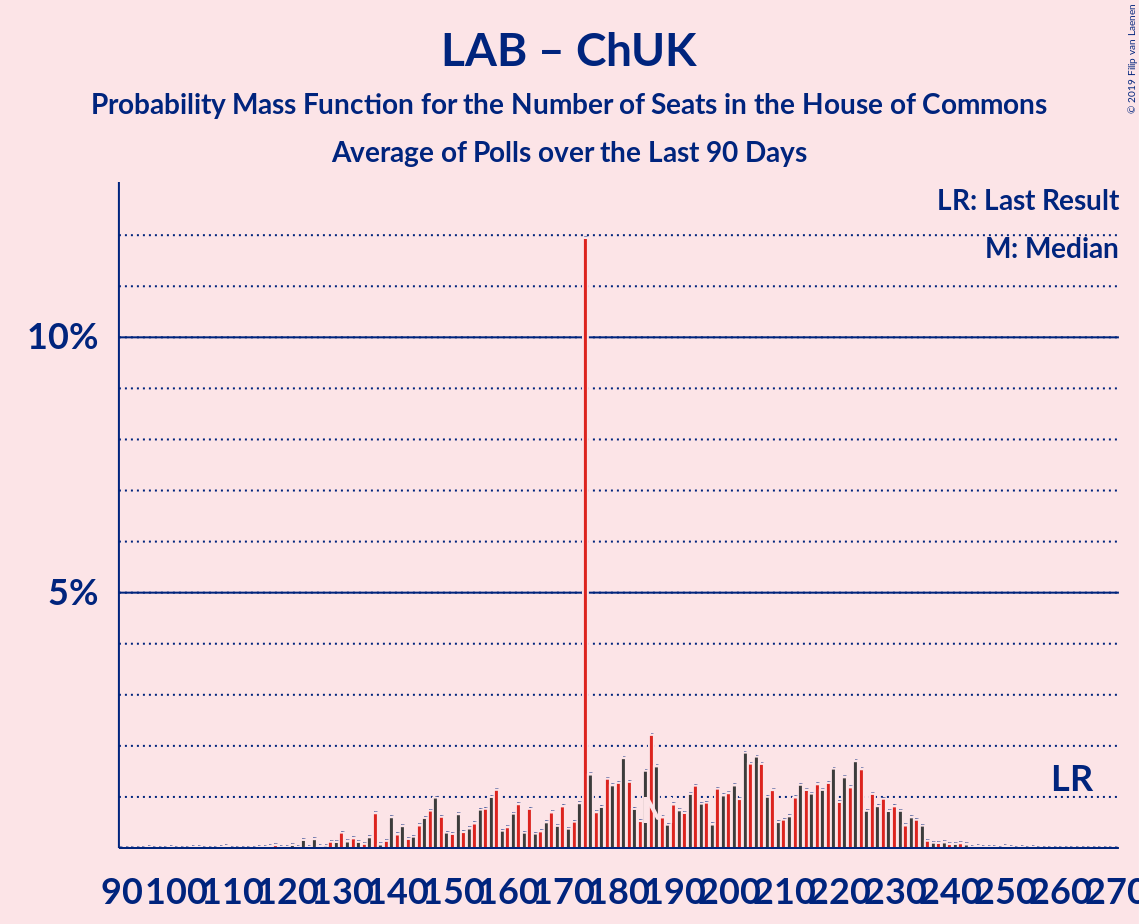 LAB – ChUK
Probability Mass Function for the Number of Seats in the House of Commons
Average of Polls over the Last 90 Days
© 2019 Filip van Laenen
LR: Last Result
M: Median
10%
5%
LR
90 100 110 120 130 140 150 160 170 180 190 200 210 220 230 240 250 260 270